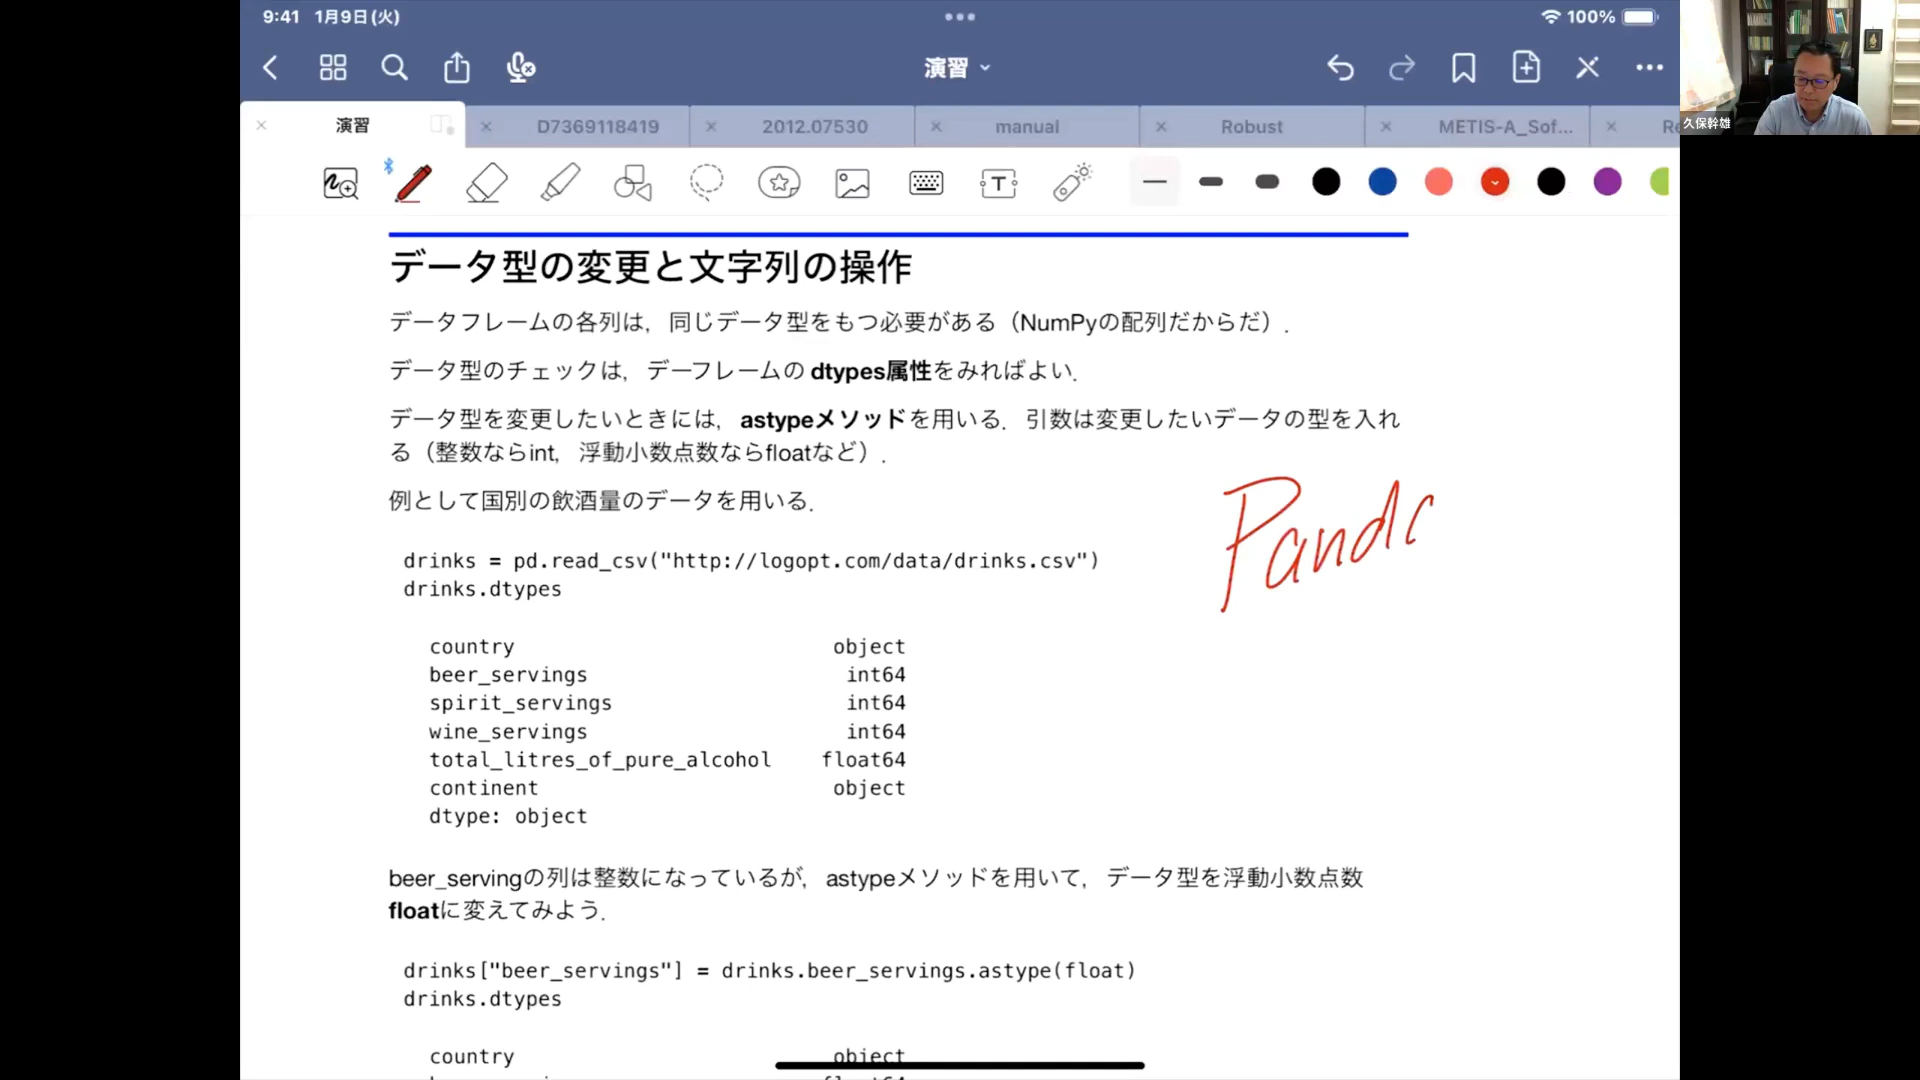 9:41 1月9日(火)
100%
演習
演習
D7369118419
2012.07530
manual
Robust
METIS-A_Sof...
久保幹雄
データ型の変更と文字列の操作
データフレームの各列は，同じデータ型をもつ必要がある（NumPyの配列だからだ）．
データ型のチェックは，デーフレームの dtypes属性をみればよい．
データ型を変更したいときには，astypeメソッドを用いる．引数は変更したいデータの型を入れ
る（整数ならint，浮動小数点数ならfloatなど）．
例として国別の飲酒量のデータを用いる．
Panda
drinks = pd.read_csv("http://logopt.com/data/drinks.csv")
drinks.dtypes
country object
beer_servings int64
spirit_servings int64
wine_servings int64
total_litres_of_pure_alcohol float64
continent object
dtype: object
beer_servingの列は整数になっているが，astypeメソッドを用いて，データ型を浮動小数点数
floatに変えてみよう．
drinks["beer_servings"] = drinks.beer_servings.astype(float)
drinks.dtypes
country object